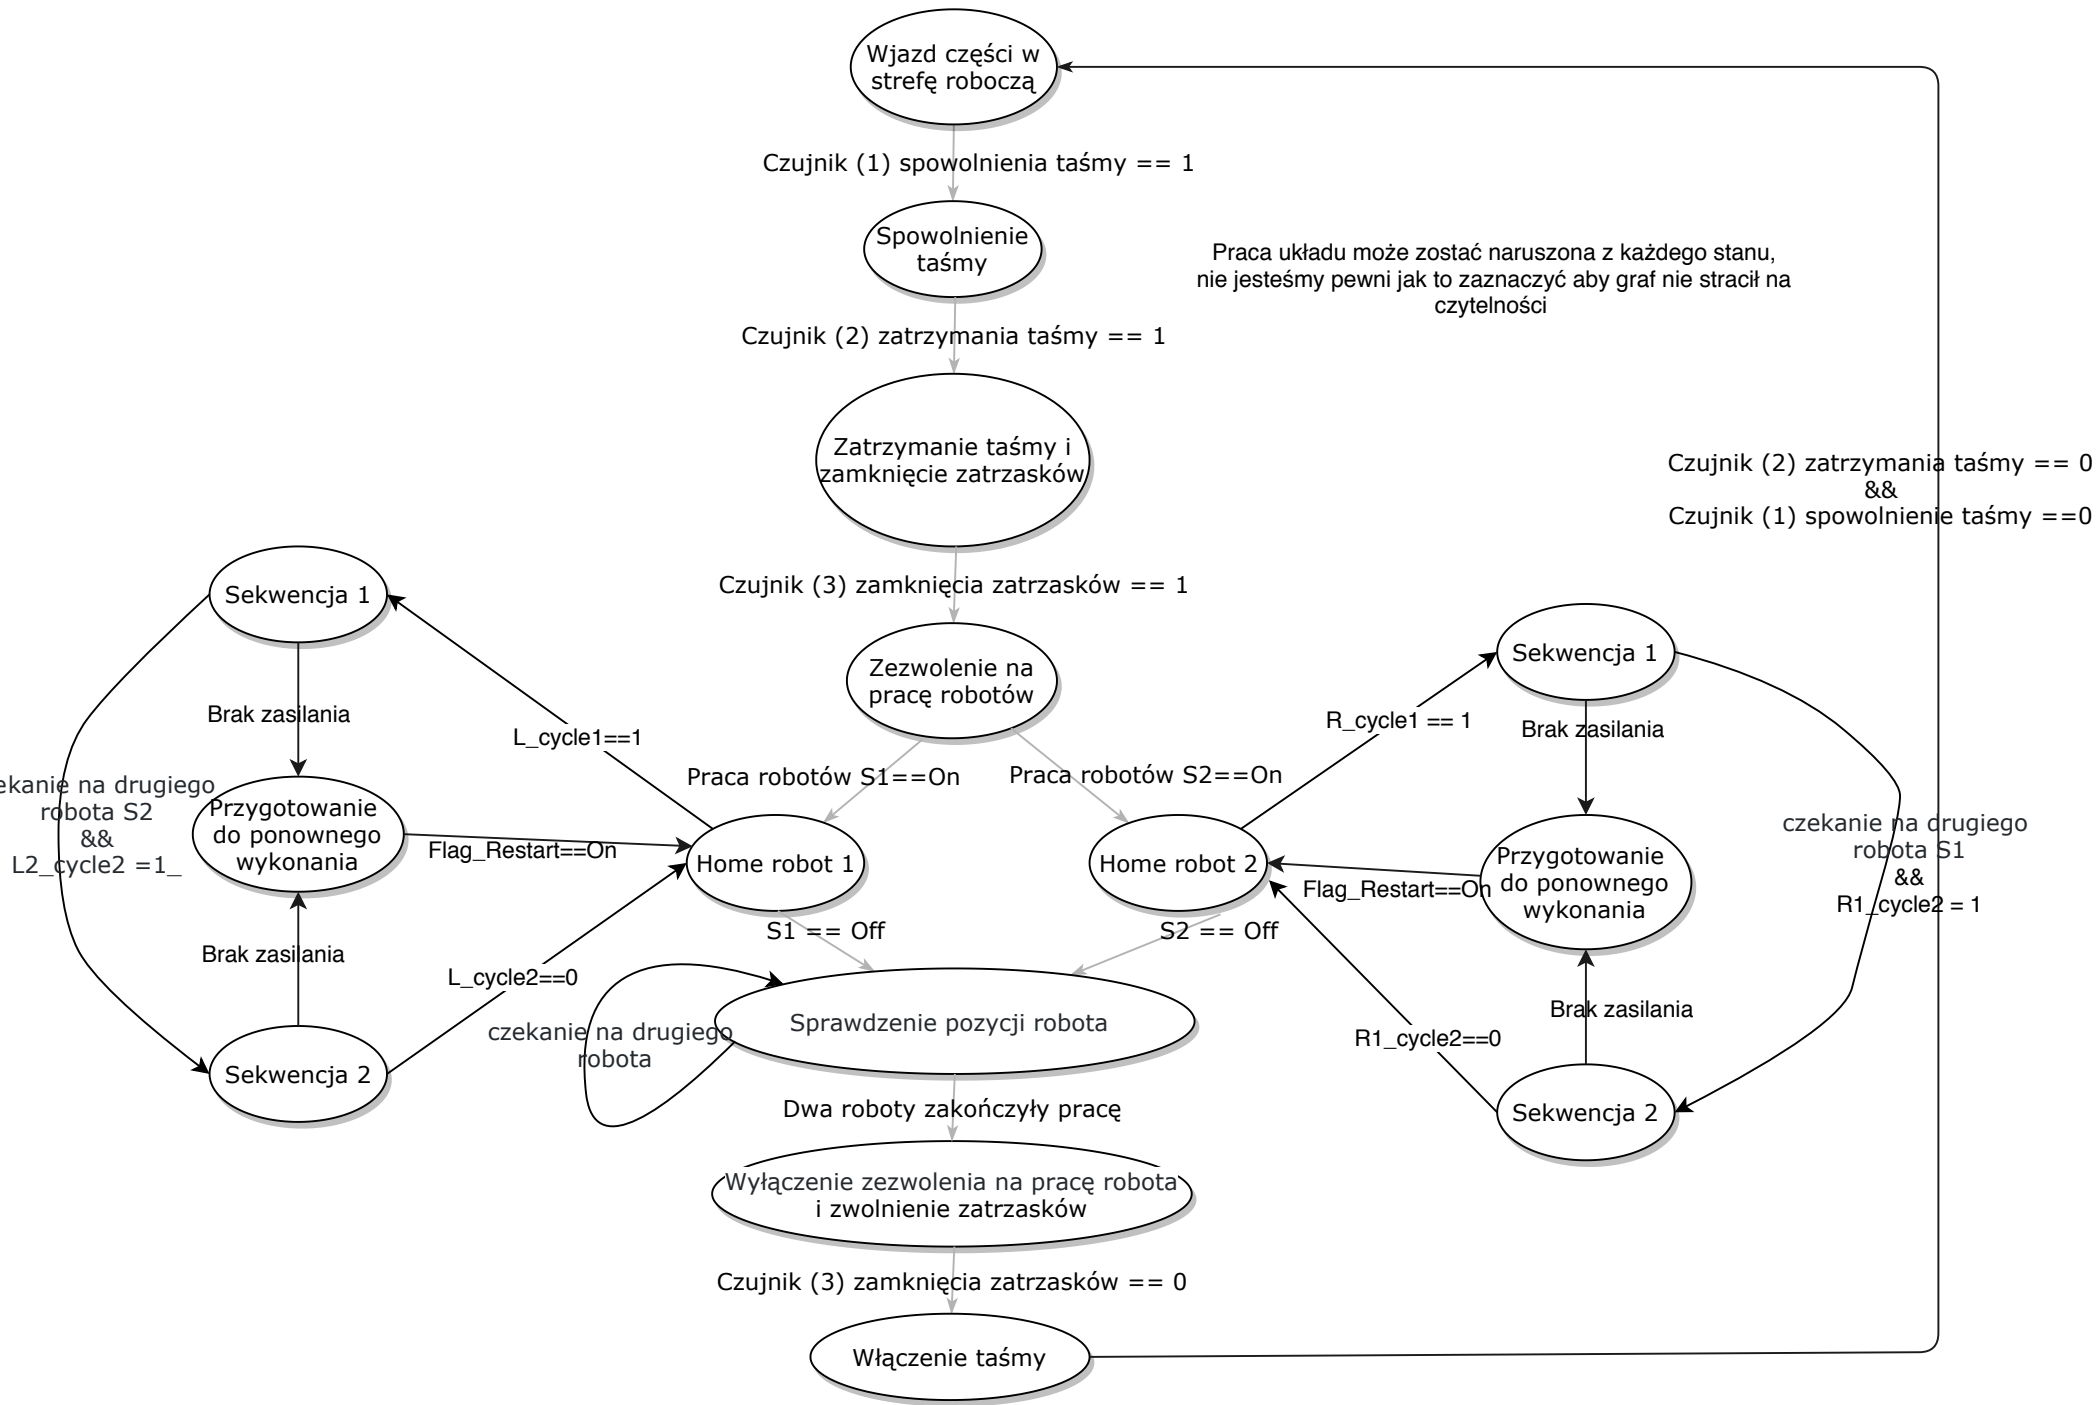 Wjazd części w
strefę roboczą
Czujnik (1) spowolnienia taśmy == 1
Spowolnienie
taśmy
Praca układu może zostać naruszona z każdego stanu,
nie jesteśmy pewni jak to zaznaczyć aby graf nie stracił na
czytelności
Czujnik (2) zatrzymania taśmy == 1
Zatrzymanie taśmy i
zamknięcie zatrzasków
Czujnik (2) zatrzymania taśmy == 0
&&
Czujnik (1) spowolnienie taśmy ==0
Czujnik (3) zamknięcia zatrzasków == 1
Zezwolenie na
pracę robotów
Praca robotów S1==On
Praca robotów S2==On
Sekwencja 1
Brak zasilania
L_cycle1==1
ekanie na drugiego
robota S2
&&
L2_cycle2 =1_
Przygotowanie
do ponownego
wykonania
Flag_Restart==On
Home robot 1
Brak zasilania
L_cycle2==0
Sekwencja 2
S1 == Off
Sekwencja 1
R_cycle1 == 1
Brak zasilania
czekanie na drugiego
robota S1
&&
R1_cycle2 = 1
Przygotowanie
do ponownego
wykonania
Flag_Restart==On
Home robot 2
Brak zasilania
R1_cycle2==0
Sekwencja 2
S2 == Off
Sprawdzenie pozycji robota
czekanie na drugiego
robota
Dwa roboty zakończyły pracę
Wyłączenie zezwolenia na pracę robota
i zwolnienie zatrzasków
Czujnik (3) zamknięcia zatrzasków == 0
Włączenie taśmy